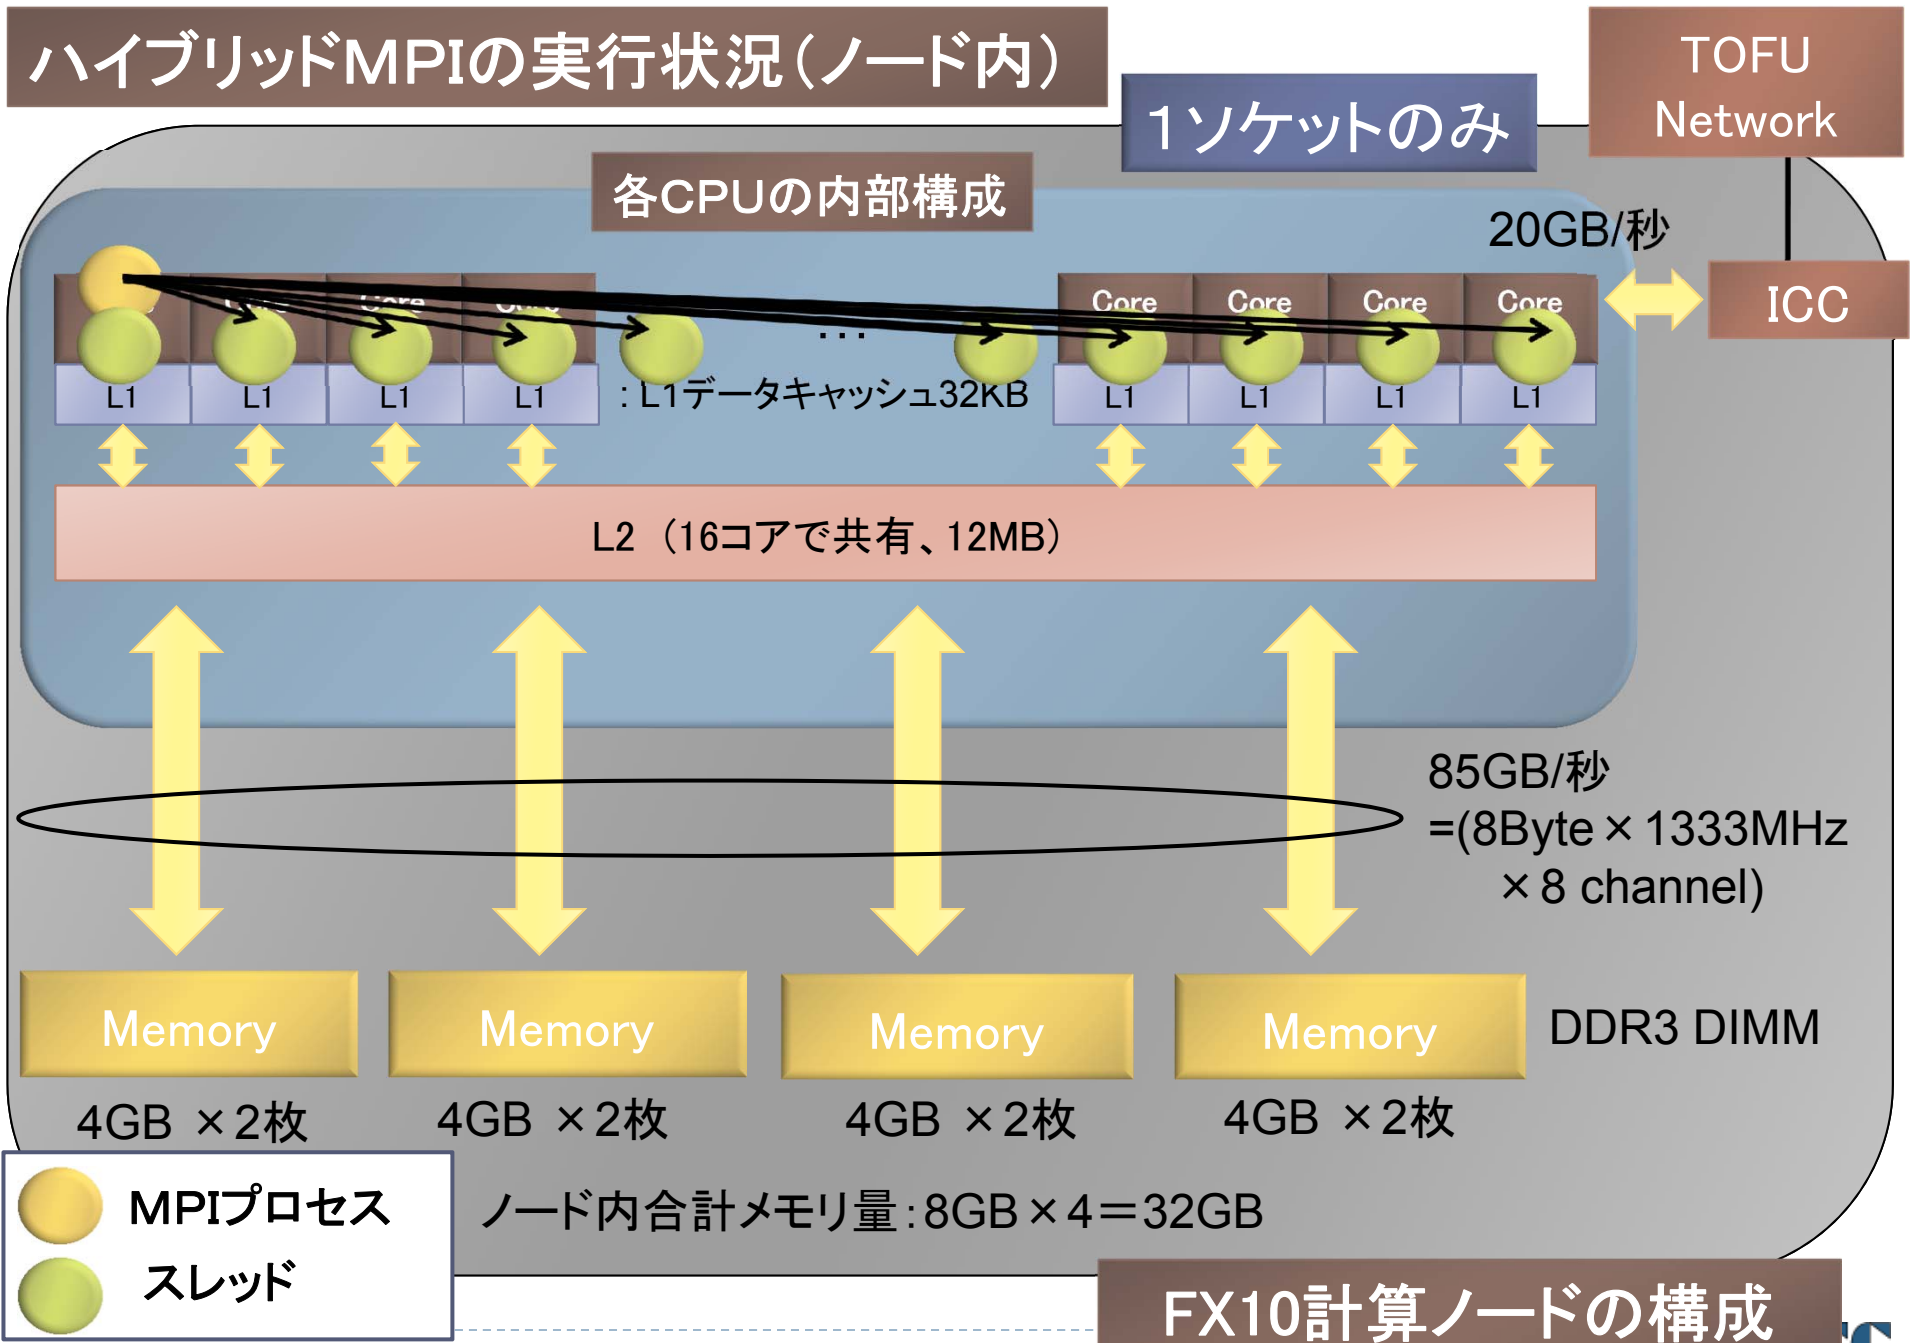 ハイブリッドMPIの実行状況（ノード内）
TOFU
Network
1ソケットのみ
各CPUの内部構成
20GB/秒
ICC
Core Core Core Core Core Core Core
…
L1 L1 L1 L1 : L1データキャッシュ32KB L1 L1 L1 L1
L2 （16コアで共有、12MB）
85GB/秒
=(8Byte×1333MHz
×8 channel)
Memory Memory Memory Memory DDR3 DIMM
4GB ×2枚 4GB ×2枚 4GB ×2枚 4GB ×2枚
MPIプロセス
ノード内合計メモリ量:8GB×4＝32GB
スレッド
FX10計算ノードの構成